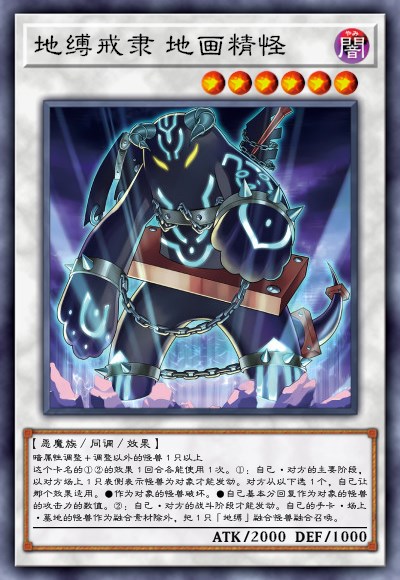 地缚戒隶 地画精怪
やみ
闇
【恶魔族／同调／效果】
暗属性调整＋调整以外的怪兽1只以上
这个卡名的①②的效果1回合各能使用1次。①：自己·对方的主要阶段，
以对方场上1只表侧表示怪兽为对象才能发动。对方从以下选1个，自己让
那个效果适用。●作为对象的怪兽破坏。●自己基本分回复作为对象的怪兽
的攻击力的数值。②：自己·对方的战斗阶段才能发动。自己的手卡·场上
·墓地的怪兽作为融合素材除外，把1只「地缚」融合怪兽融合召唤。
ATK/2000 DEF/1000